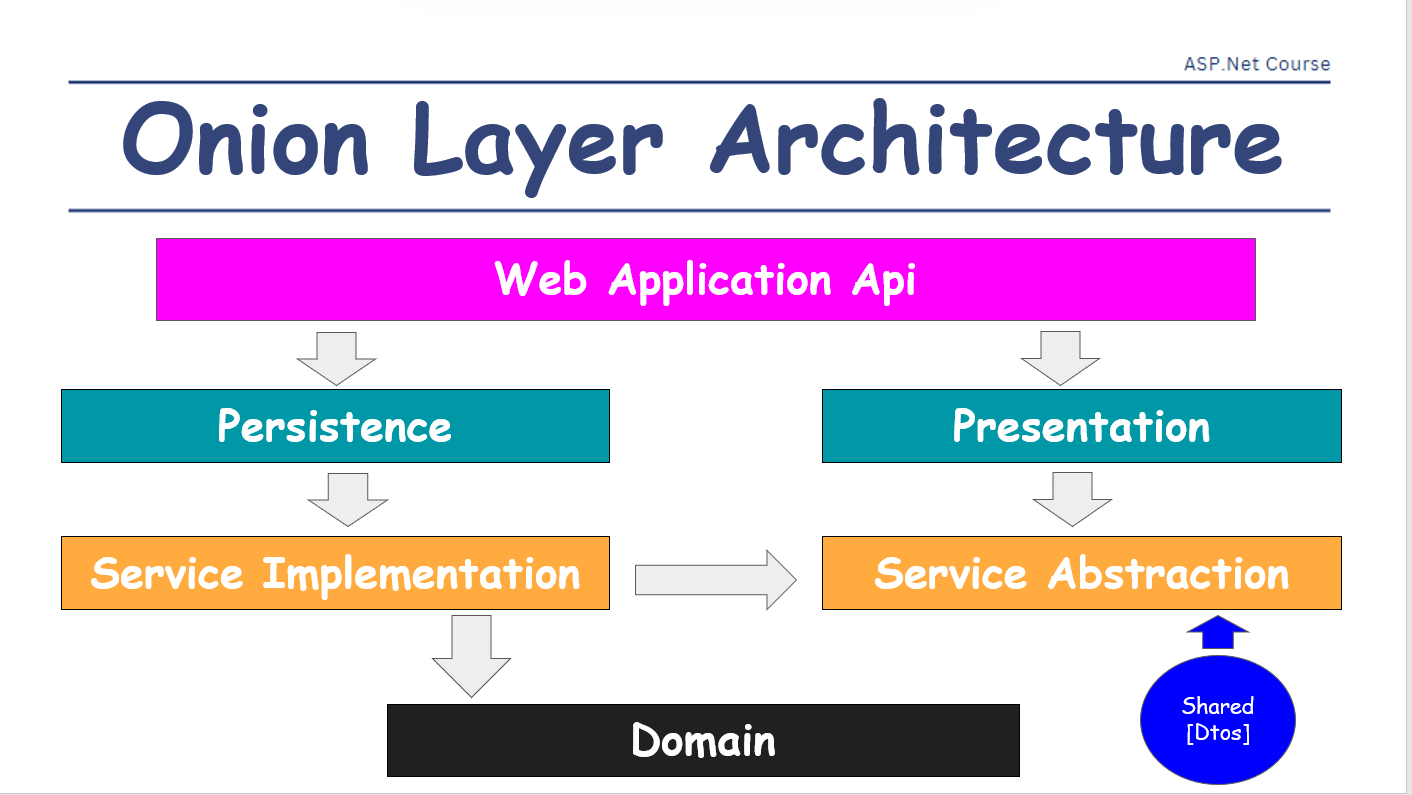 ASP.Net Course
Onion Layer Architecture
Web Application Api
Persistence
Presentation
Service Implementation
Service Abstraction
Shared
[Dtos]
Domain